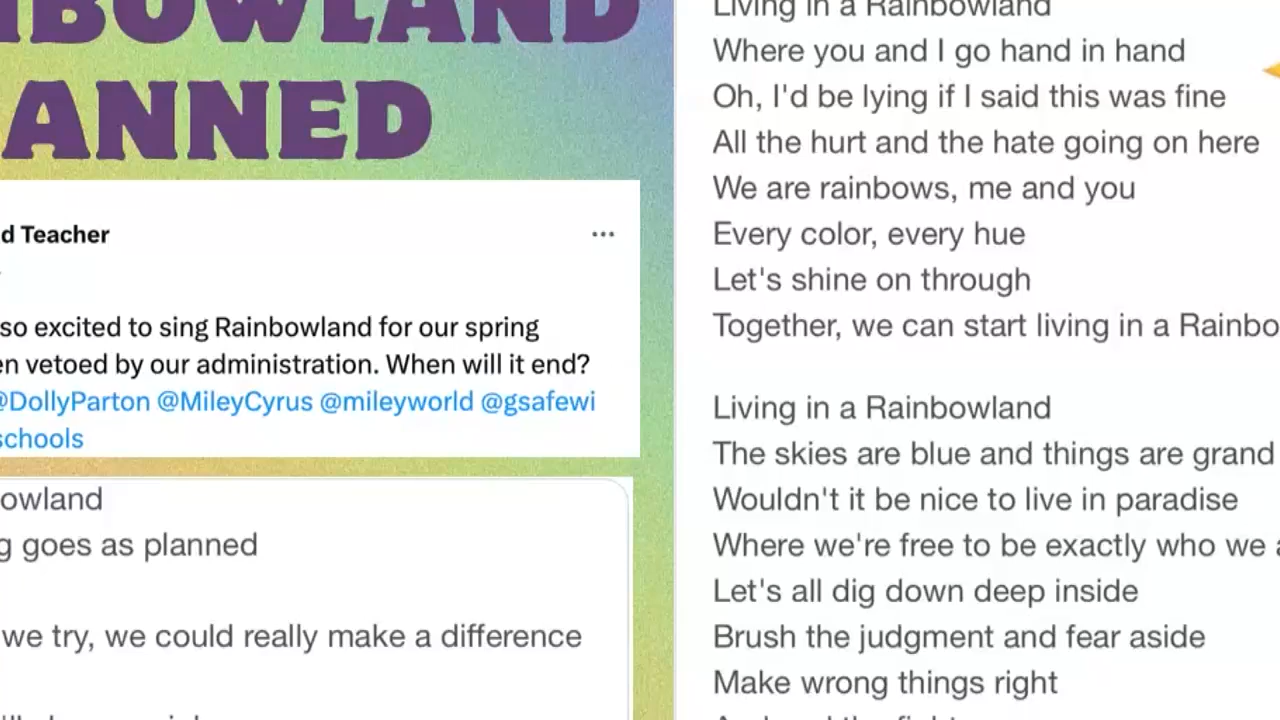 NBOWLAND
ANNED
d Teacher
so excited to sing Rainbowland for our spring
en vetoed by our administration. When will it end?
@DollyParton @MileyCyrus @mileyworld @gsafewi
schools
owland
g goes as planned
we try, we could really make a difference
Living in a Rainbowland
Where you and I go hand in hand
Oh, I'd be lying if I said this was fine
All the hurt and the hate going on here
We are rainbows, me and you
Every color, every hue
Let's shine on through
Together, we can start living in a Rainbo
Living in a Rainbowland
The skies are blue and things are grand
Wouldn't it be nice to live in paradise
Where we're free to be exactly who we a
Let's all dig down deep inside
Brush the judgment and fear aside
Make wrong things right